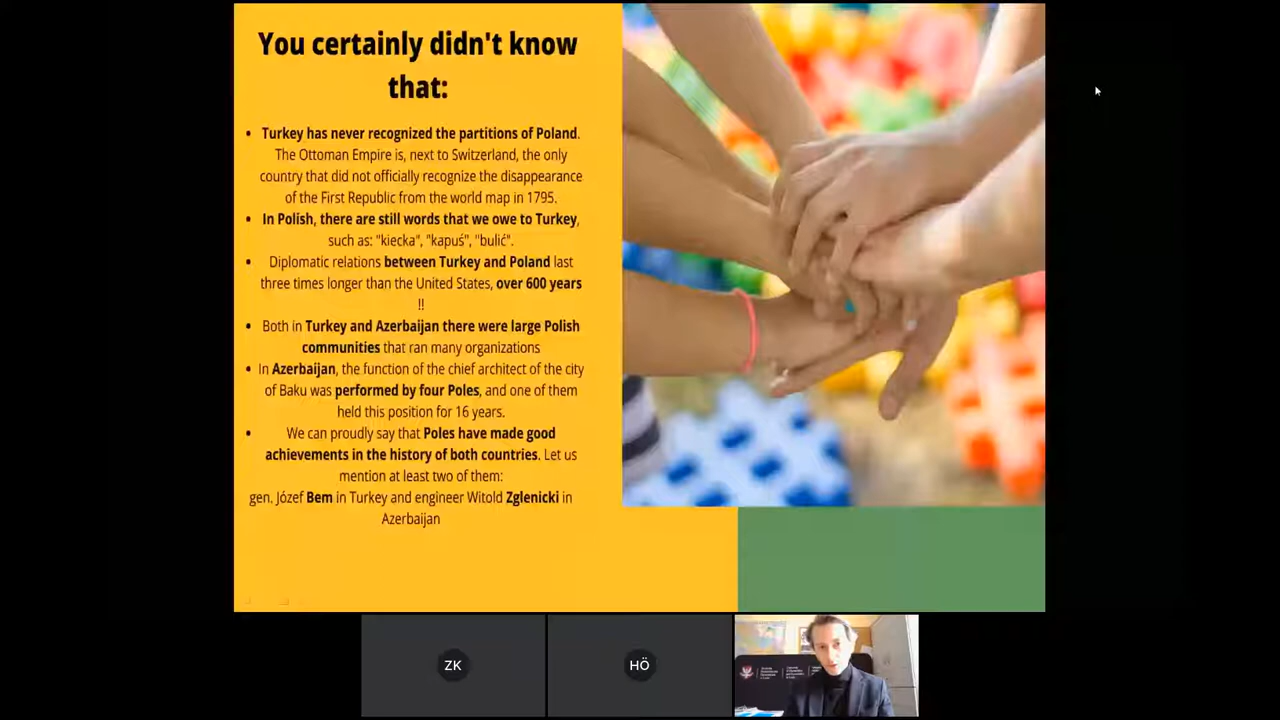 You certainly didn't know
that:
• Turkey has never recognized the partitions of Poland.
The Ottoman Empire is, next to Switzerland, the only
country that did not officially recognize the disappearance
of the First Republic from the world map in 1795.
• In Polish, there are still words that we owe to Turkey,
such as: "kiecka", "kapuś", "bulić".
• Diplomatic relations between Turkey and Poland last
three times longer than the United States, over 600 years
!!
• Both in Turkey and Azerbaijan there were large Polish
communities that ran many organizations
• In Azerbaijan, the function of the chief architect of the city
of Baku was performed by four Poles, and one of them
held this position for 16 years.
• We can proudly say that Poles have made good
achievements in the history of both countries. Let us
mention at least two of them:
gen. Józef Bem in Turkey and engineer Witold Zglenicki in
Azerbaijan
ZK
HÖ